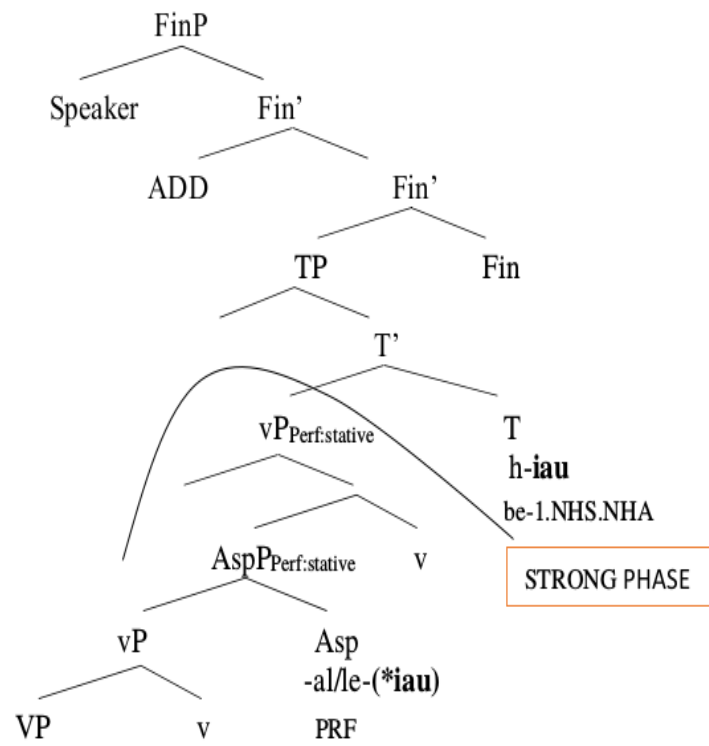 FinP
Speaker Fin’
ADD Fin’
TP Fin
T’
vPPerf:stative T
h-iau
be-1.NHS.NHA
AspPPerf:stative v
STRONG PHASE
vP Asp
-al/le-(*iau)
VP v PRF